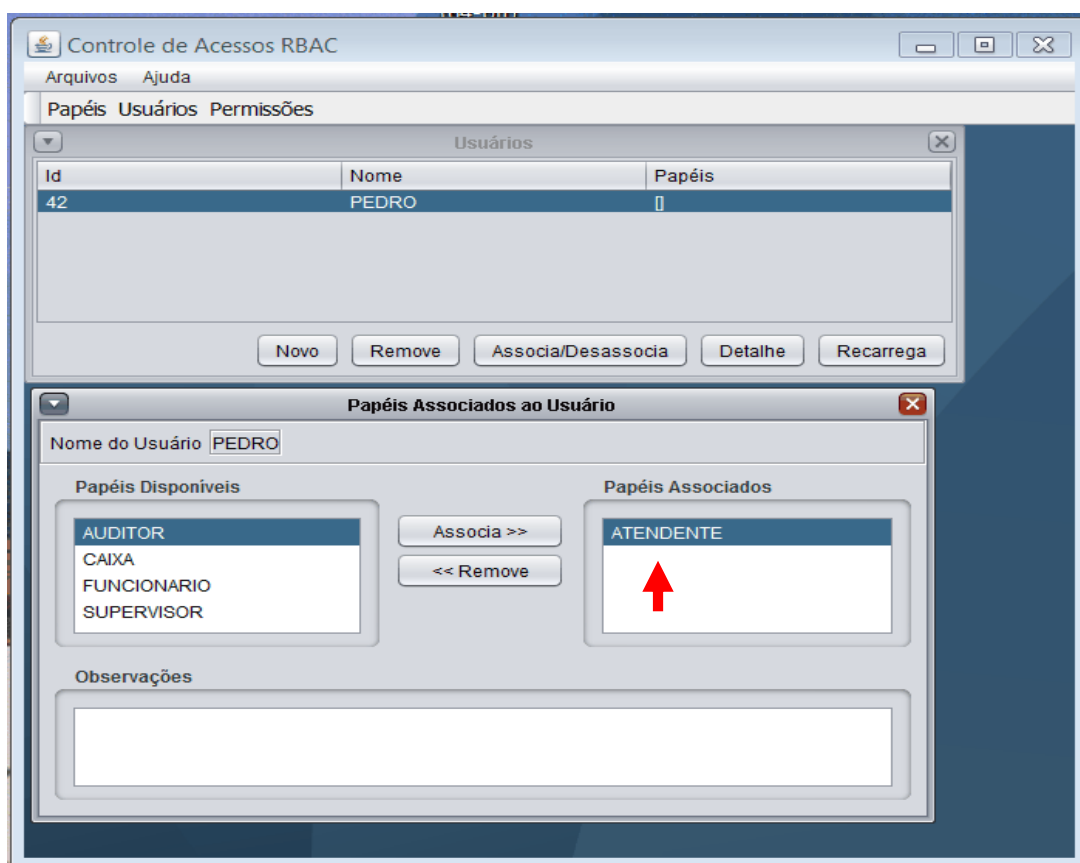 Controle de Acessos RBAC
Arquivos Ajuda
Papéis Usuários Permissões
Usuários
Id Nome Papéis
42 PEDRO []
Novo Remove Associa/Desassocia Detalhe Recarrega
Papéis Associados ao Usuário
Nome do Usuário PEDRO
Papéis Disponíveis Papéis Associados
AUDITOR Associa >> ATENDENTE
CAIXA
<< Remove
FUNCIONARIO
SUPERVISOR
Observações